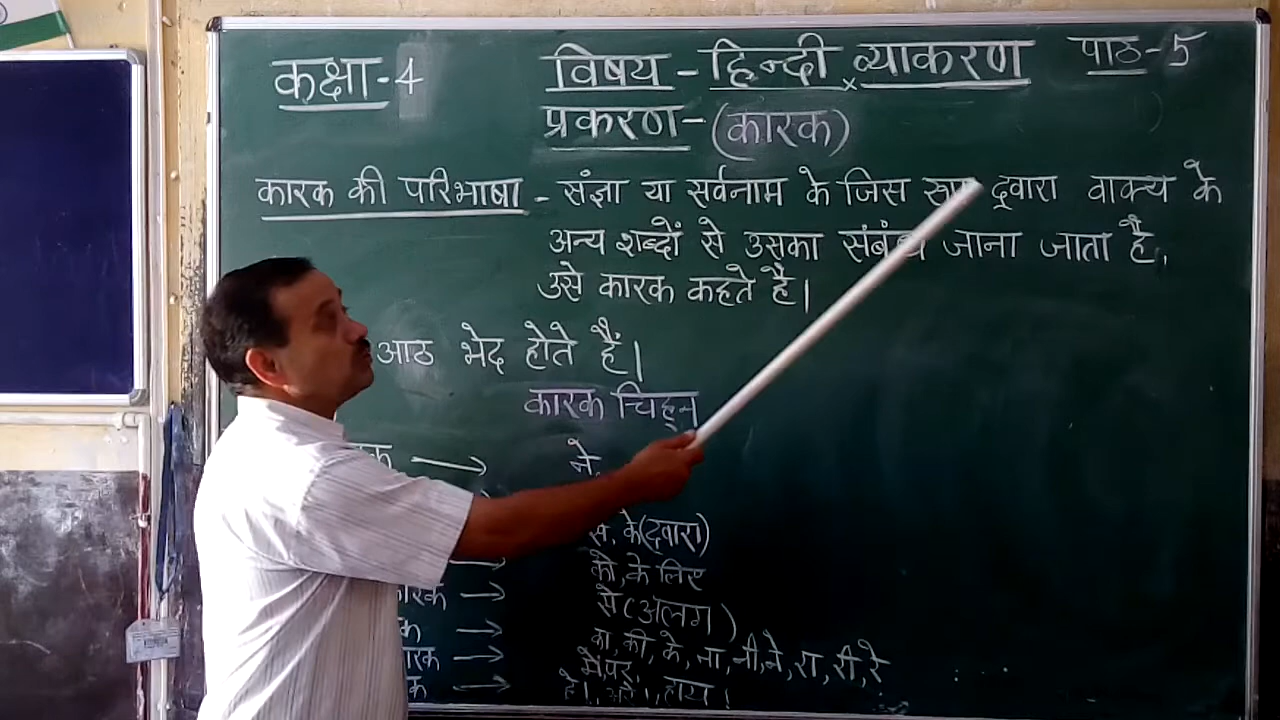 कक्षा-4 विषय - हिन्दी व्याकरण पाठ-5
प्रकरण-(कारक)
कारक की परिभाषा - संज्ञा या सर्वनाम के जिस द्वारा वाक्य के
अन्य शब्दों से उसका संबंध जाना जाता है,
उसे कारक कहते है।
आठ भेद होते हैं।
कारक चिह्न
→ ने
के(द्वारा)
→ को, के लिए
→ से (अलग)
→ का, की, के, ना, नी, ने, रा, री, रे
→ में, पर
→ हे!, अरे!, हाय!